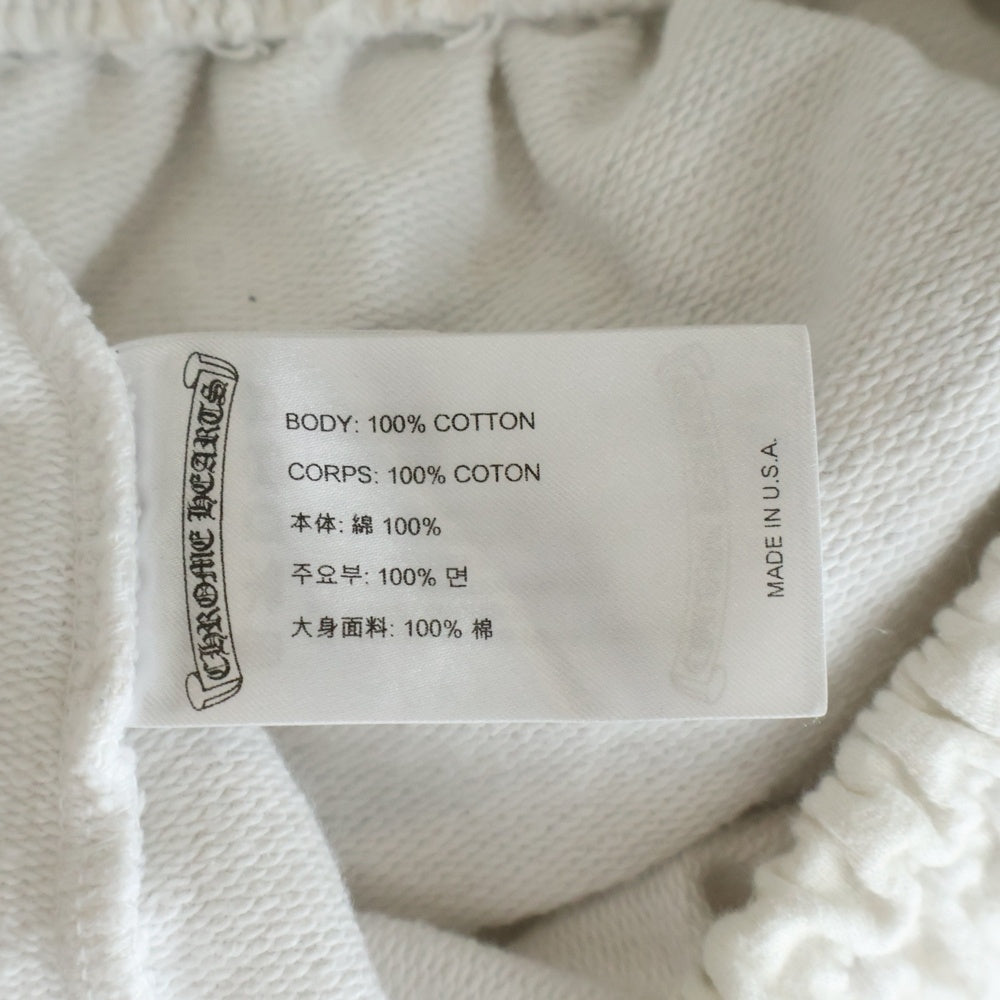 CHROME HEARTS
BODY: 100% COTTON
CORPS: 100% COTON
本体: 綿 100%
주요부: 100% 면
大身面料: 100% 棉
MADE IN U.S.A.